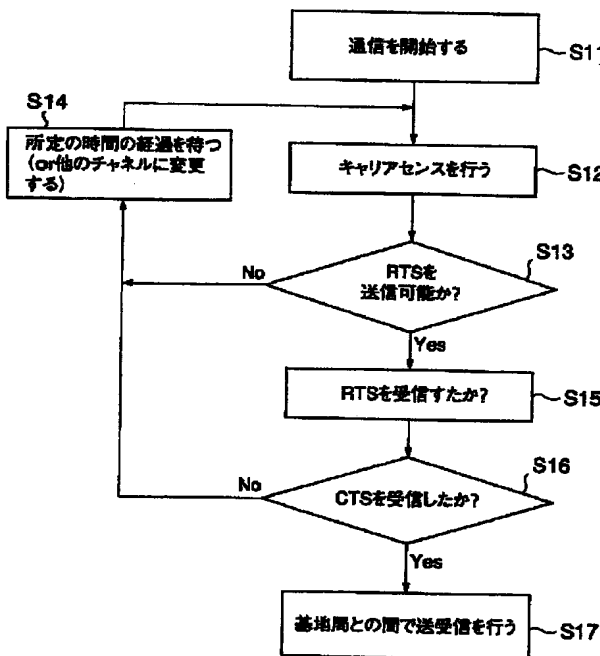 通信を開始する
S11
S14
所定の時間の経過を待つ
(or他のチャネルに変更
する)
キャリアセンスを行う
S12
S13
No
RTSを
送信可能か?
Yes
RTSを受信すたか?
S15
S16
No
CTSを受信したか?
Yes
基地局との間で送受信を行う
S17